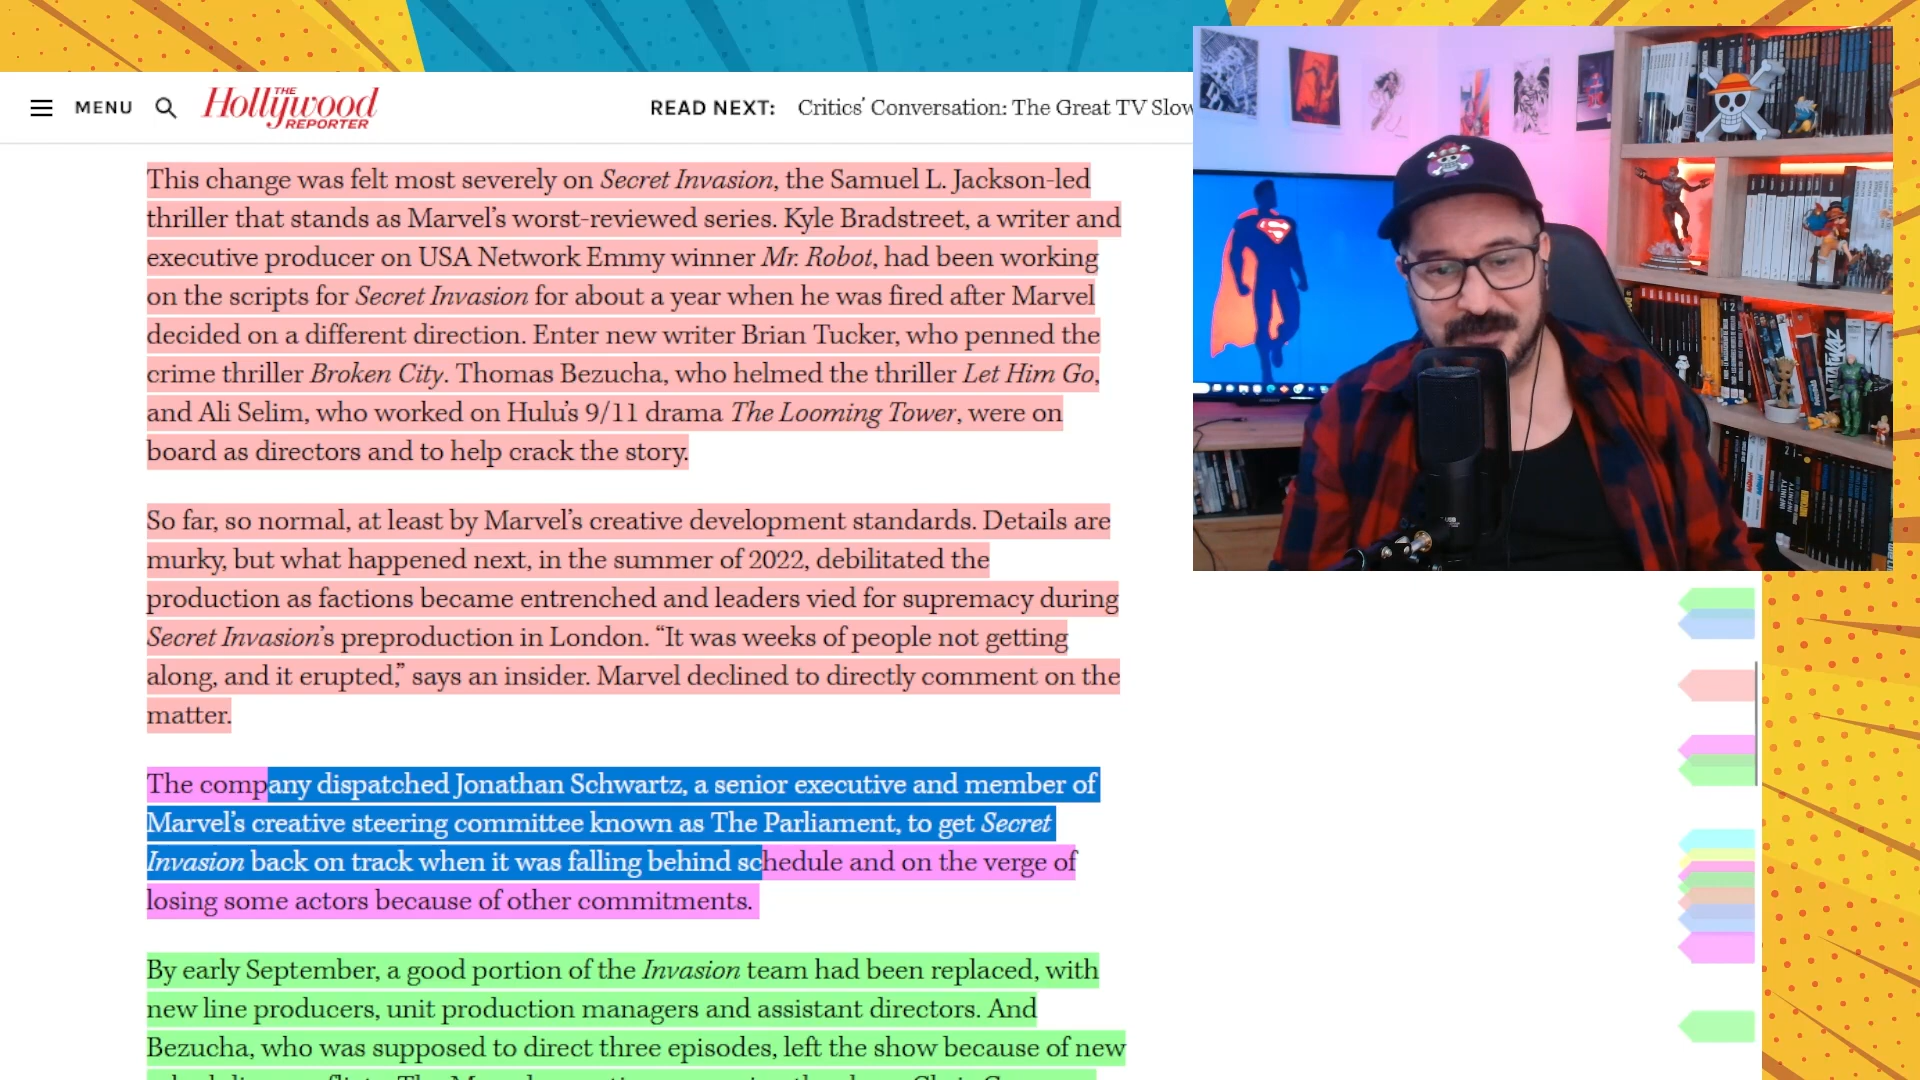 MENU
THE
Hollywood
REPORTER
READ NEXT: Critics' Conversation: The Great TV Slow
This change was felt most severely on Secret Invasion, the Samuel L. Jackson-led
thriller that stands as Marvel's worst-reviewed series. Kyle Bradstreet, a writer and
executive producer on USA Network Emmy winner Mr. Robot, had been working
on the scripts for Secret Invasion for about a year when he was fired after Marvel
decided on a different direction. Enter new writer Brian Tucker, who penned the
crime thriller Broken City. Thomas Bezucha, who helmed the thriller Let Him Go,
and Ali Selim, who worked on Hulu's 9/11 drama The Looming Tower, were on
board as directors and to help crack the story.
So far, so normal, at least by Marvel's creative development standards. Details are
murky, but what happened next, in the summer of 2022, debilitated the
production as factions became entrenched and leaders vied for supremacy during
Secret Invasion's preproduction in London. “It was weeks of people not getting
along, and it erupted,” says an insider. Marvel declined to directly comment on the
matter.
The company dispatched Jonathan Schwartz, a senior executive and member of
Marvel's creative steering committee known as The Parliament, to get Secret
Invasion back on track when it was falling behind schedule and on the verge of
losing some actors because of other commitments.
By early September, a good portion of the Invasion team had been replaced, with
new line producers, unit production managers and assistant directors. And
Bezucha, who was supposed to direct three episodes, left the show because of new